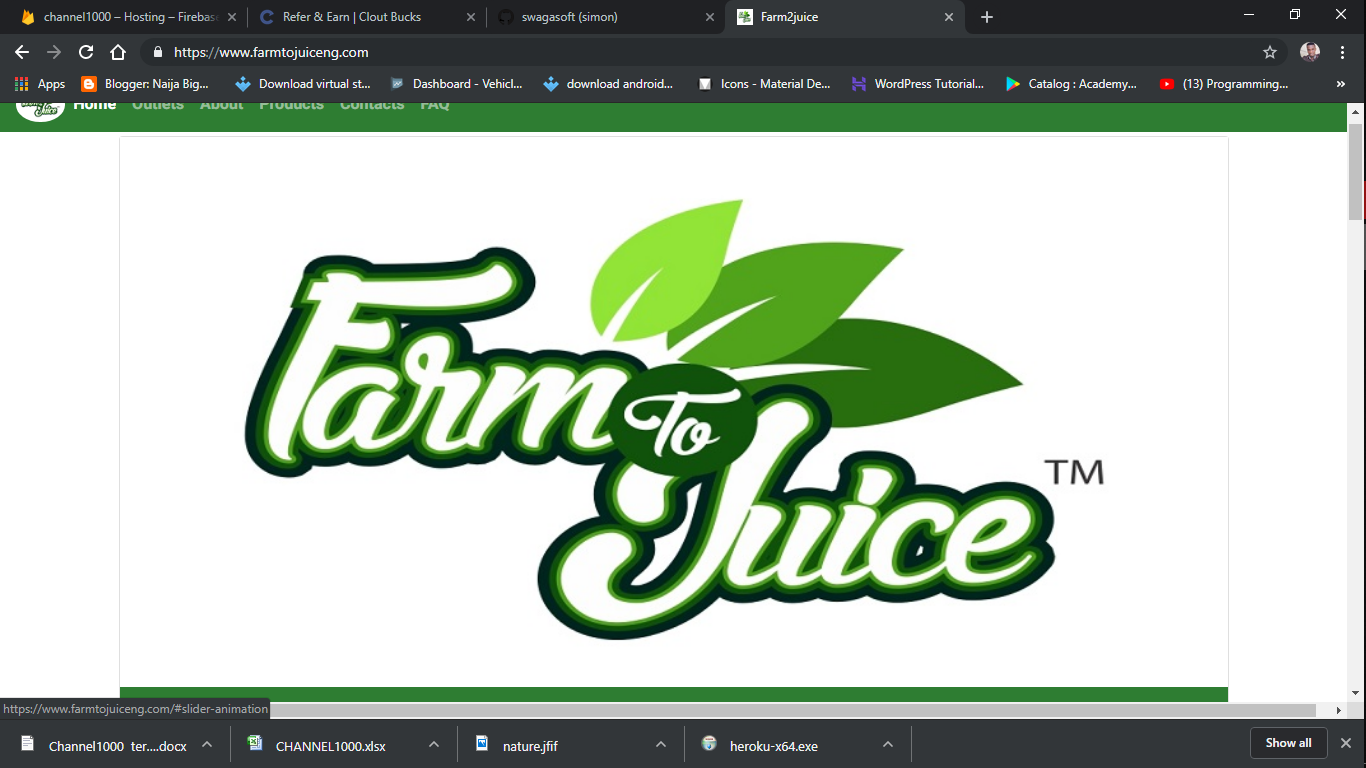 channel1000 – Hosting – Firebas
Refer & Earn | Clout Bucks
swagasoft (simon)
Farm2juice
https://www.farmtojuiceng.com
Apps
Blogger: Naija Big...
Download virtual st...
Dashboard - Vehicl...
download android...
Icons - Material De...
WordPress Tutorial...
Catalog : Academy...
(13) Programming...
»
Home Outlets About Products Contacts FAQ
Farm
To
Juice
TM
https://www.farmtojuiceng.com/#slider-animation
Channel1000 ter....docx
CHANNEL1000.xlsx
nature.jfif
heroku-x64.exe
Show all